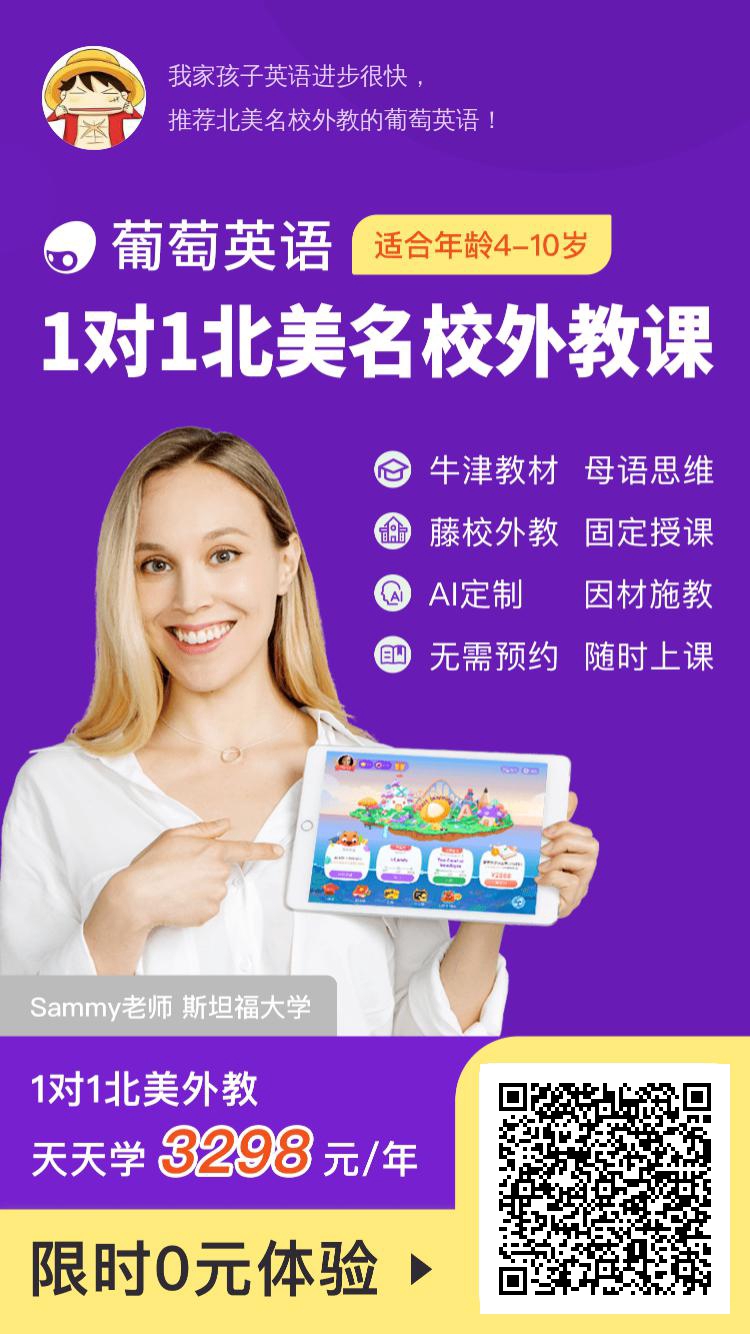 我家孩子英语进步很快，
推荐北美名校外教的葡萄英语！
葡萄英语 适合年龄4-10岁
1对1北美名校外教课
牛津教材 母语思维
藤校外教 固定授课
AI定制 因材施教
无需预约 随时上课
Sammy老师 斯坦福大学
1对1北美外教
天天学 3298 元/年
限时0元体验